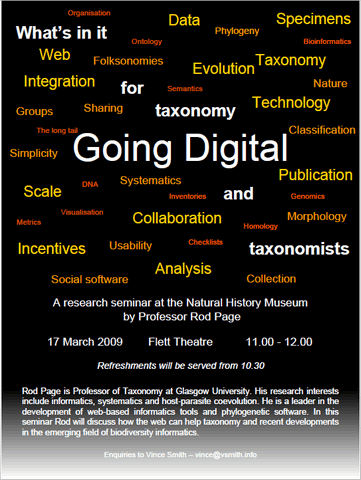 Organisation
Data
Specimens
What's in it
Phylogeny
Ontology
Bioinformatics
Web
Folksonomies
Evolution
Taxonomy
Integration
for
Semantics
Nature
Groups
Sharing
taxonomy
Technology
The long tail
Classification
Simplicity
Going Digital
DNA
Systematics
Publication
Scale
Inventories
and
Genomics
Metrics
Visualisation
Collaboration
Homology
Morphology
Incentives
Usability
Checklists
taxonomists
Social software
Analysis
Collection
A research seminar at the Natural History Museum
by Professor Rod Page
17 March 2009 Flett Theatre 11.00 - 12.00
Refreshments will be served from 10.30
Rod Page is Professor of Taxonomy at Glasgow University. His research interests
include informatics, systematics and host-parasite coevolution. He is a leader in the
development of web-based informatics tools and phylogenetic software. In this
seminar Rod will discuss how the web can help taxonomy and recent developments
in the emerging field of biodiversity informatics.
Enquiries to Vince Smith – vince@vsmith.info